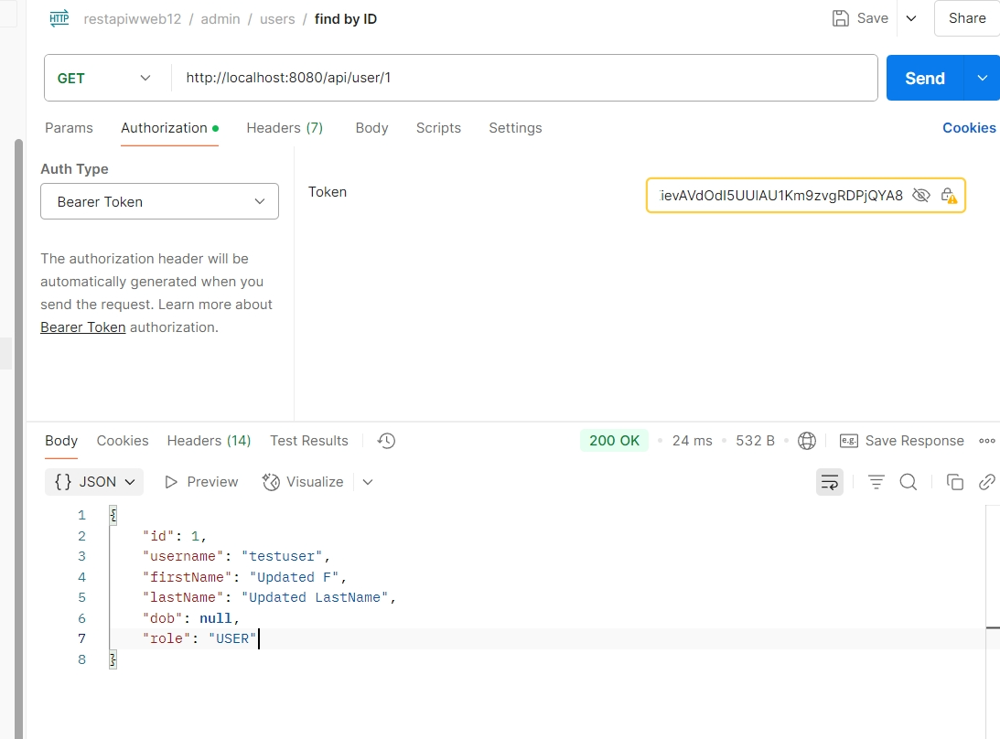 HTTP restapiwweb12 / admin / users / find by ID Save Share
GET http://localhost:8080/api/user/1 Send
Params Authorization Headers (7) Body Scripts Settings Cookies
Auth Type
Bearer Token
Token
ievAVdOdI5UUIAU1Km9zvgRDPjQYA8
The authorization header will be
automatically generated when you
send the request. Learn more about
Bearer Token authorization.
Body Cookies Headers (14) Test Results 200 OK • 24 ms • 532 B • e.g. Save Response
{} JSON Preview Visualize
1 {
2 "id": 1,
3 "username": "testuser",
4 "firstName": "Updated F",
5 "lastName": "Updated LastName",
6 "dob": null,
7 "role": "USER"
8 }